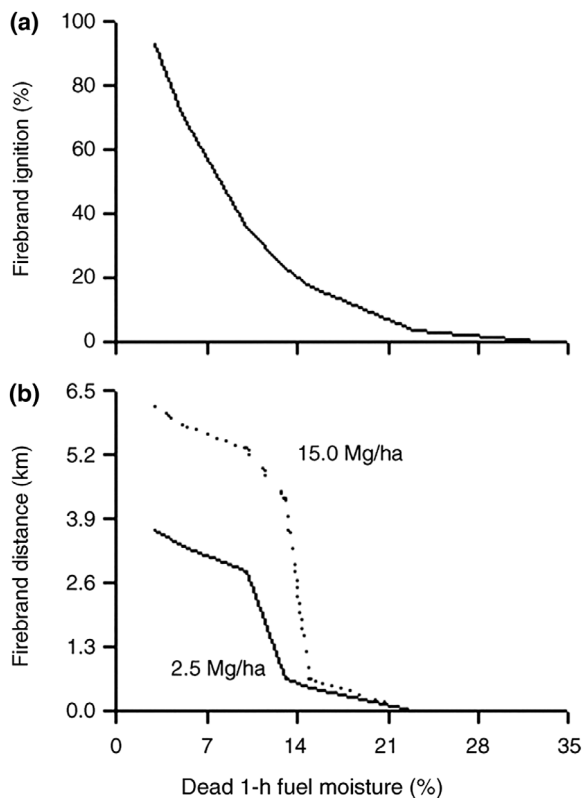 (a)
Firebrand ignition (%)
100
80
60
40
20
0
(b)
Firebrand distance (km)
6.5
5.2
3.9
2.6
1.3
0.0
15.0 Mg/ha
2.5 Mg/ha
0 7 14 21 28 35
Dead 1-h fuel moisture (%)